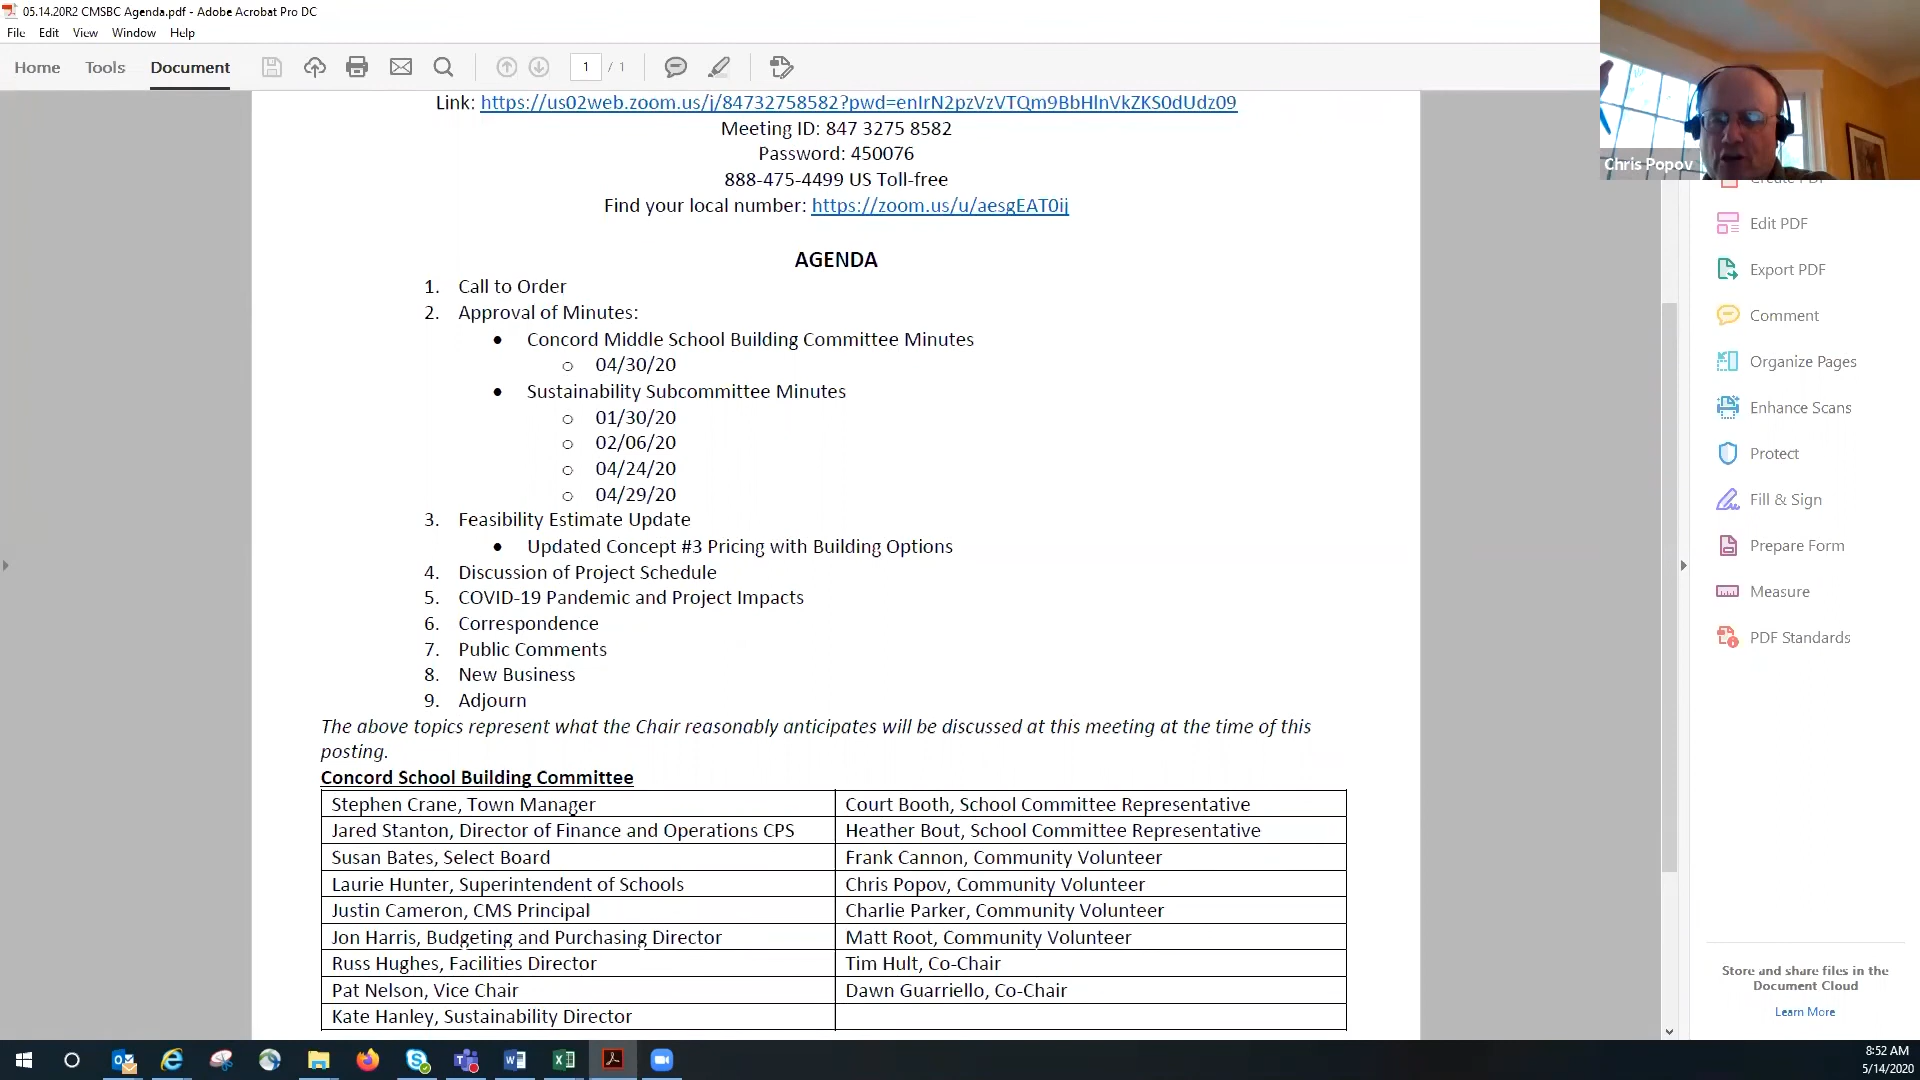 05.14.20R2 CMSBC Agenda.pdf - Adobe Acrobat Pro DC
File Edit View Window Help
Home Tools Document 1 / 1
Link: https://us02web.zoom.us/j/84732758582?pwd=enIrN2pzVzVTQm9BbHlnVkZKS0dUdz09
Meeting ID: 847 3275 8582
Password: 450076
888-475-4499 US Toll-free
Find your local number: https://zoom.us/u/aesgEAT0ij
AGENDA
1. Call to Order
2. Approval of Minutes:
• Concord Middle School Building Committee Minutes
o 04/30/20
• Sustainability Subcommittee Minutes
o 01/30/20
o 02/06/20
o 04/24/20
o 04/29/20
3. Feasibility Estimate Update
• Updated Concept #3 Pricing with Building Options
4. Discussion of Project Schedule
5. COVID-19 Pandemic and Project Impacts
6. Correspondence
7. Public Comments
8. New Business
9. Adjourn
The above topics represent what the Chair reasonably anticipates will be discussed at this meeting at the time of this
posting.
Concord School Building Committee
Stephen Crane, Town Manager Court Booth, School Committee Representative
Jared Stanton, Director of Finance and Operations CPS Heather Bout, School Committee Representative
Susan Bates, Select Board Frank Cannon, Community Volunteer
Laurie Hunter, Superintendent of Schools Chris Popov, Community Volunteer
Justin Cameron, CMS Principal Charlie Parker, Community Volunteer
Jon Harris, Budgeting and Purchasing Director Matt Root, Community Volunteer
Russ Hughes, Facilities Director Tim Hult, Co-Chair
Pat Nelson, Vice Chair Dawn Guarriello, Co-Chair
Kate Hanley, Sustainability Director
Chris Popov
Create PDF
Edit PDF
Export PDF
Comment
Organize Pages
Enhance Scans
Protect
Fill & Sign
Prepare Form
Measure
PDF Standards
Store and share files in the
Document Cloud
Learn More
8:52 AM
5/14/2020